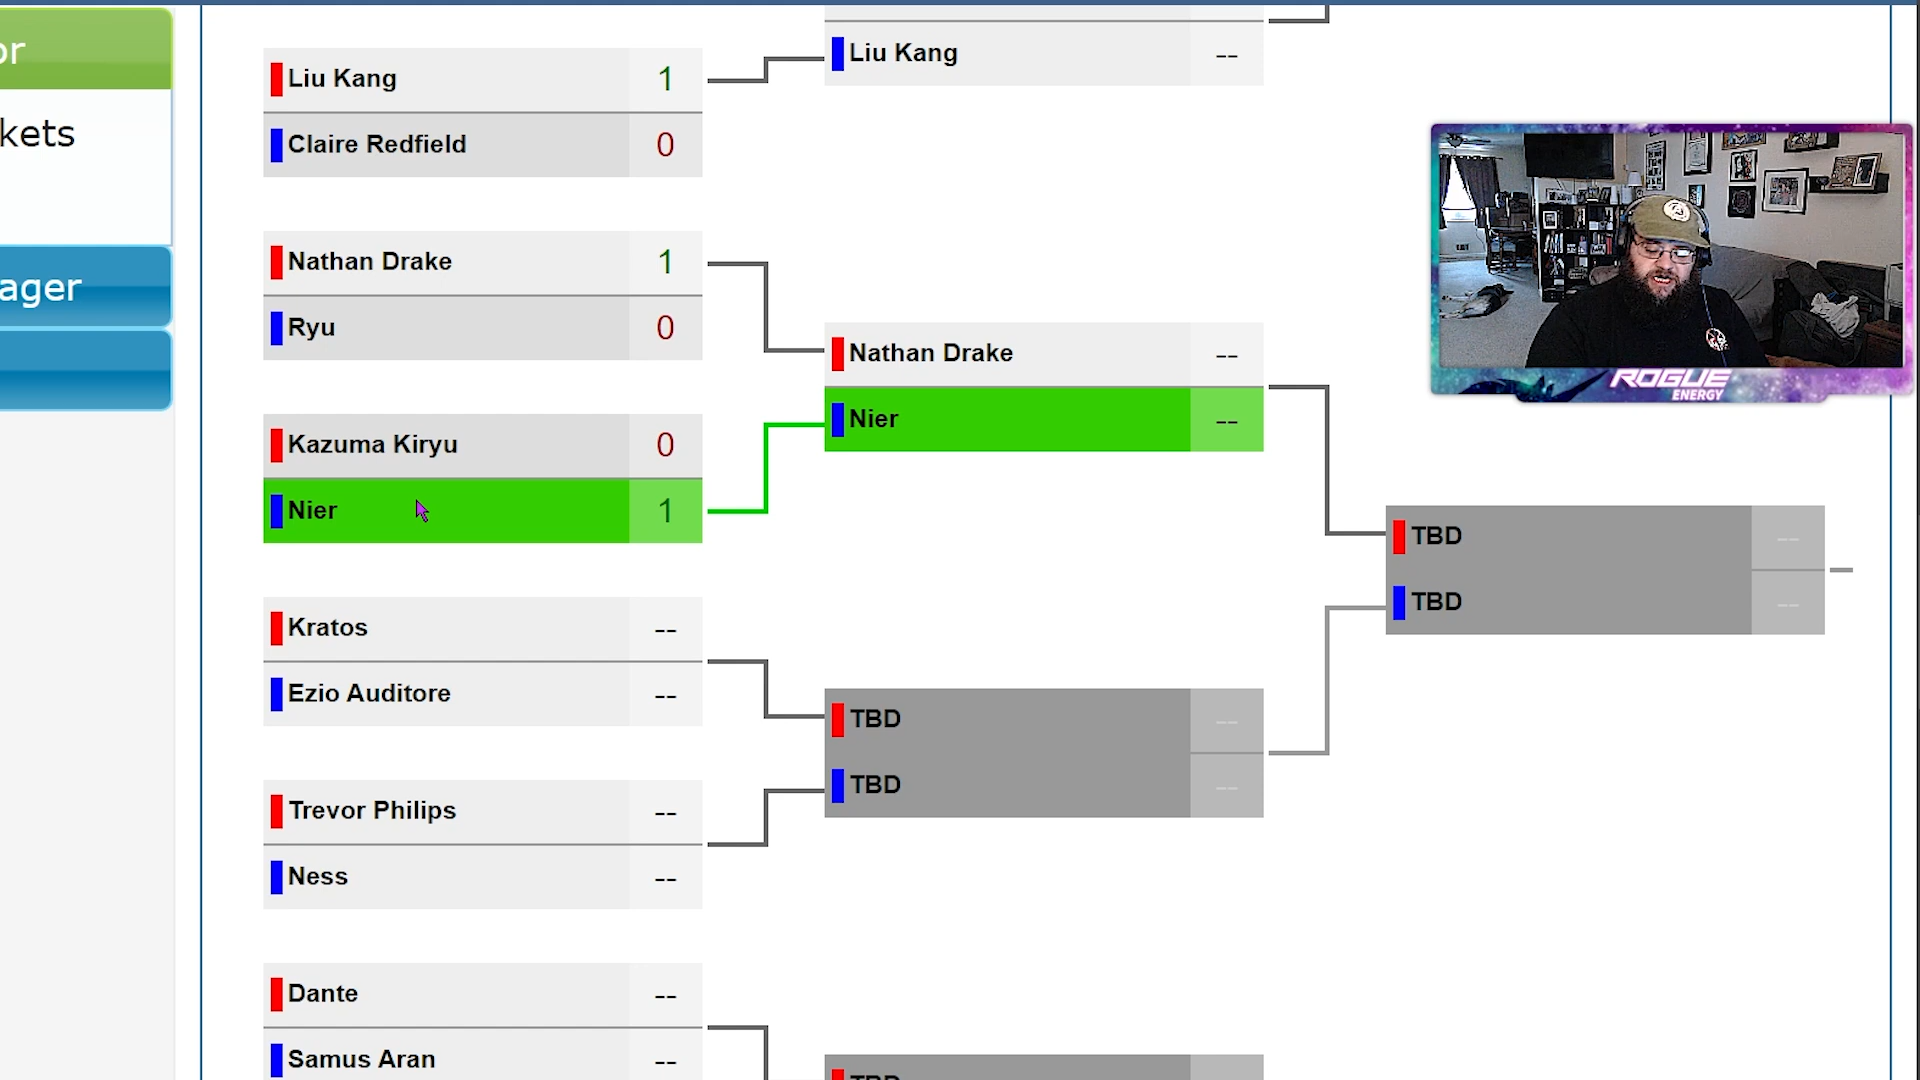 or
kets
ager
Liu Kang 1
Claire Redfield 0
Nathan Drake 1
Ryu 0
Kazuma Kiryu 0
Nier 1
Kratos --
Ezio Auditore --
Trevor Philips --
Ness --
Dante --
Samus Aran --
Liu Kang --
Nathan Drake --
Nier --
TBD --
TBD --
TBD
TBD --
TBD --
ROGUE
ENERGY